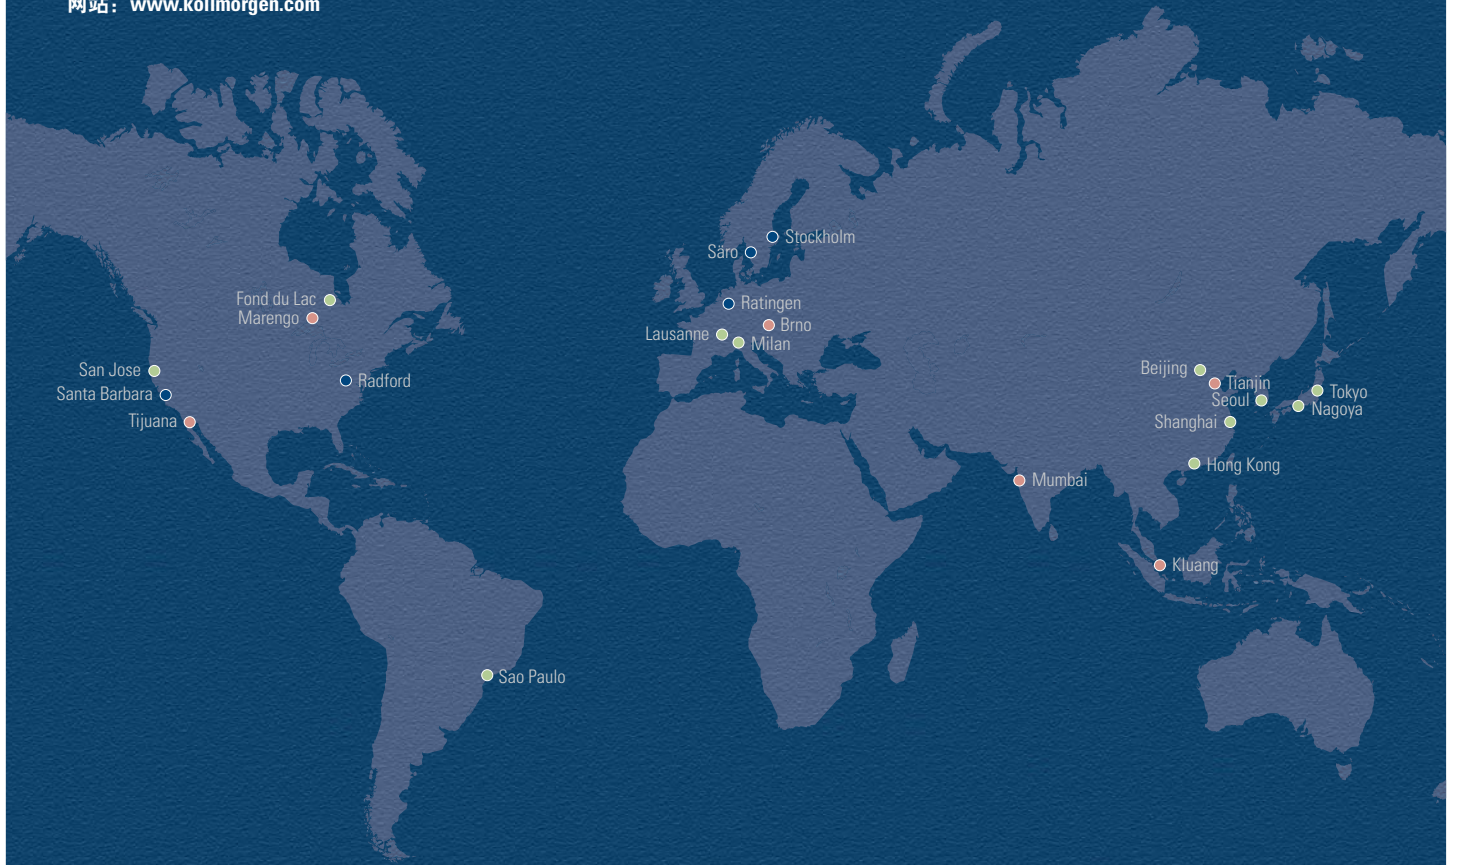 网站：www.kollmorgen.com
Stockholm
Säro
Fond du Lac
Ratingen
Marengo
Brno
Lausanne
Milan
San Jose
Beijing
Radford
Tianjin
Santa Barbara
Tokyo
Seoul
Nagoya
Tijuana
Shanghai
Hong Kong
Mumbai
Kluang
Sao Paulo